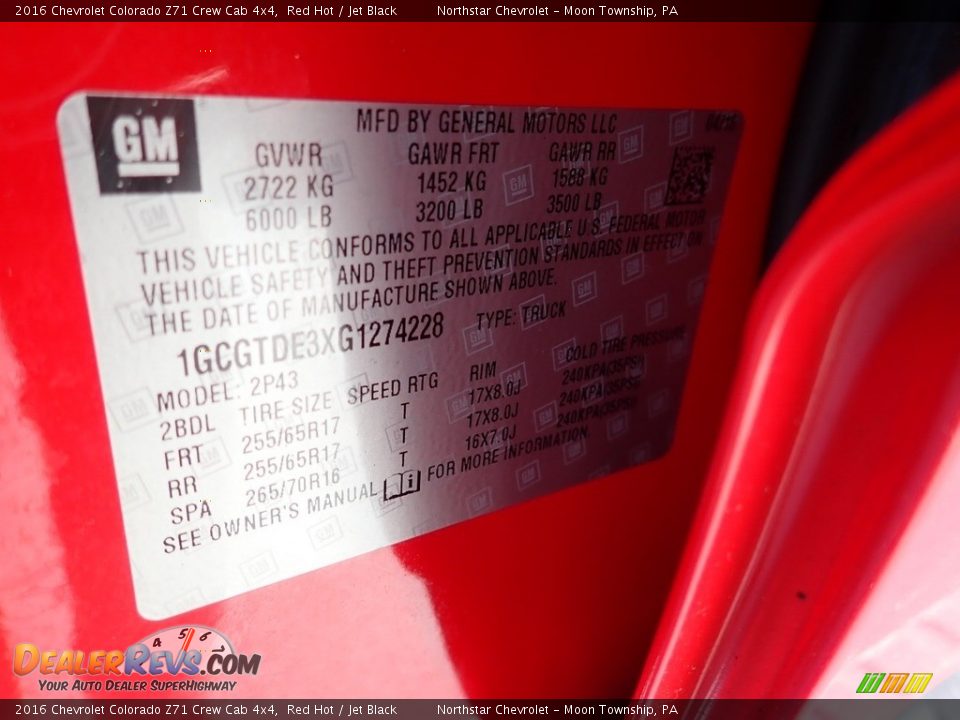 2016 Chevrolet Colorado Z71 Crew Cab 4x4,  Red Hot / Jet Black        Northstar Chevrolet - Moon Township, PA
GM
MFD BY GENERAL MOTORS LLC
GVWR GAWR FRT GAWR RR
2722 KG 1452 KG 1588 KG
6000 LB 3200 LB 3500 LB
THIS VEHICLE CONFORMS TO ALL APPLICABLE U.S. FEDERAL MOTOR
VEHICLE SAFETY AND THEFT PREVENTION STANDARDS IN EFFECT ON
THE DATE OF MANUFACTURE SHOWN ABOVE.
1GCGTDE3XG1274228 TYPE: TRUCK
MODEL: 2P43
2BDL TIRE SIZE SPEED RTG RIM COLD TIRE PRESSURE
FRT 255/65R17 T 17X8.0J 240KPA(35PSI)
RR 255/65R17 T 17X8.0J 240KPA(35PSI)
SPA 265/70R16 T 16X7.0J 240KPA(35PSI)
SEE OWNER'S MANUAL i FOR MORE INFORMATION.
4 5 6
DEALERREVS.COM
YOUR AUTO DEALER SUPERHIGHWAY
2016 Chevrolet Colorado Z71 Crew Cab 4x4,  Red Hot / Jet Black        Northstar Chevrolet - Moon Township, PA